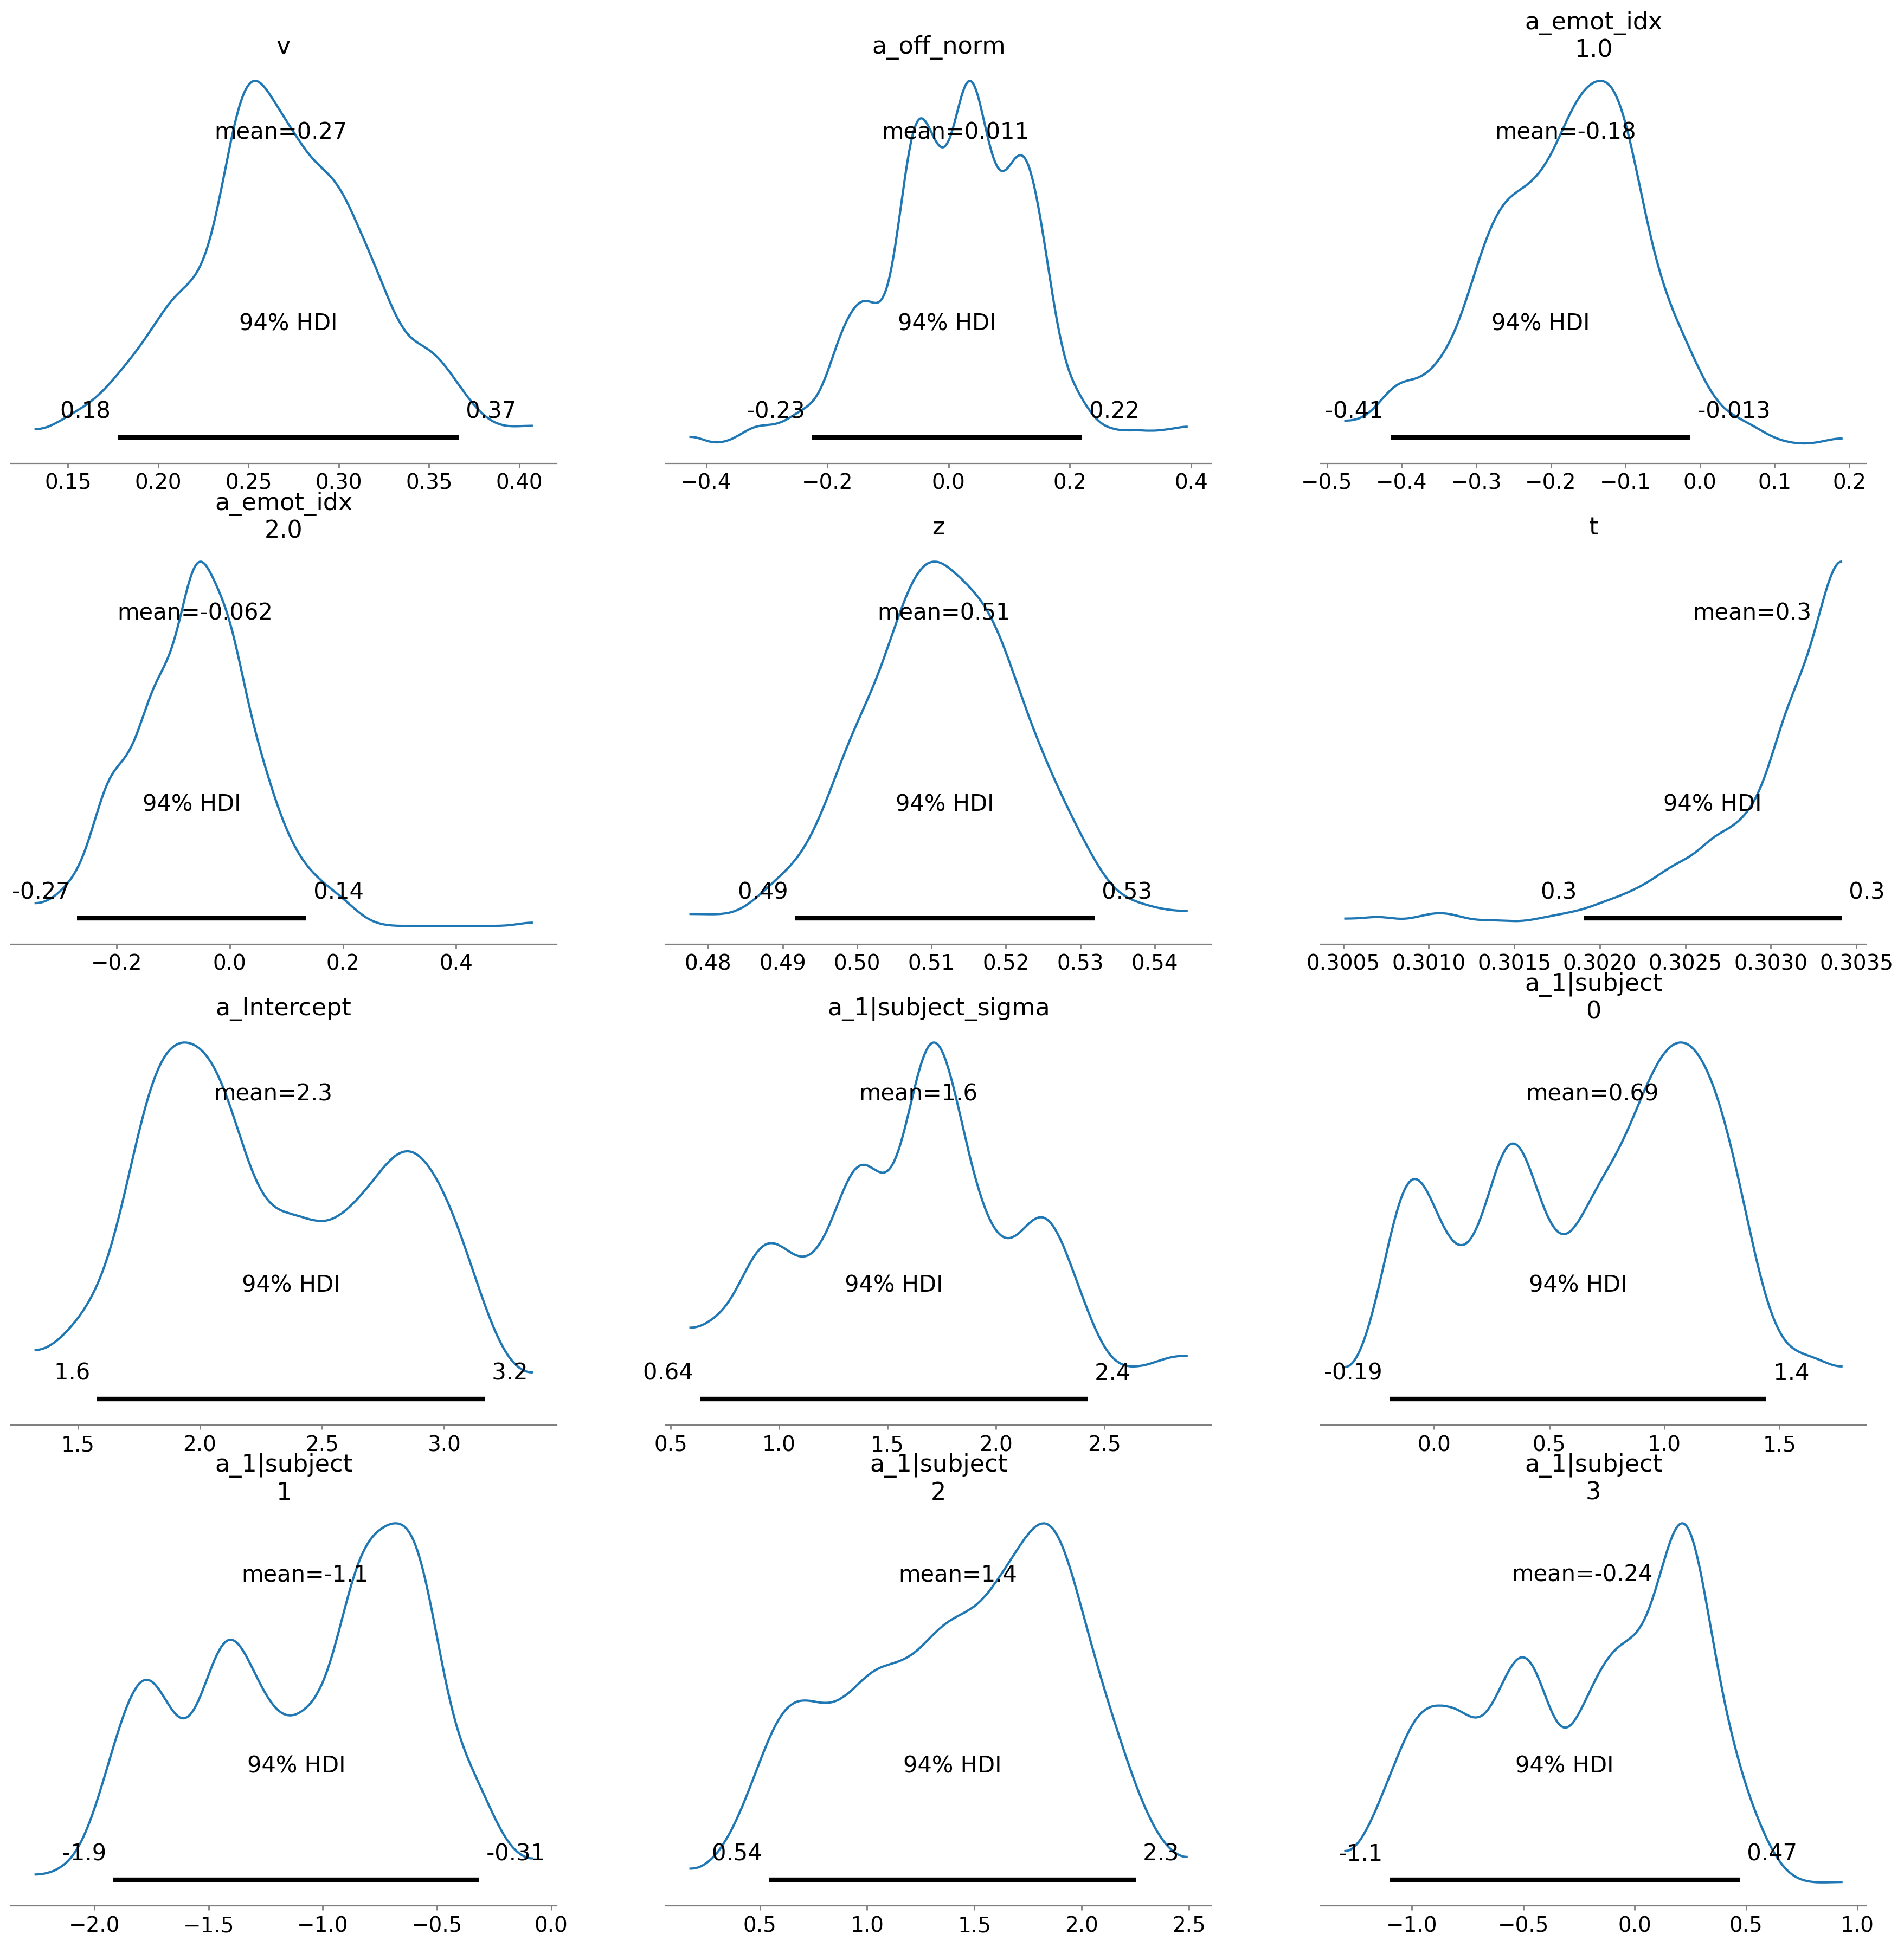 v
mean=0.27
94% HDI
0.18
0.37
0.15 0.20 0.25 0.30 0.35 0.40
a_off_norm
mean=0.011
94% HDI
-0.23
0.22
−0.4 −0.2 0.0 0.2 0.4
a_emot_idx
1.0
mean=-0.18
94% HDI
-0.41
-0.013
−0.5 −0.4 −0.3 −0.2 −0.1 0.0 0.1 0.2
a_emot_idx
2.0
mean=-0.062
94% HDI
-0.27
0.14
−0.2 0.0 0.2 0.4
z
mean=0.51
94% HDI
0.49
0.53
0.48 0.49 0.50 0.51 0.52 0.53 0.54
t
mean=0.3
94% HDI
0.3
0.3
0.3005 0.3010 0.3015 0.3020 0.3025 0.3030 0.3035
a_Intercept
mean=2.3
94% HDI
1.6
3.2
1.5 2.0 2.5 3.0
a_1|subject_sigma
mean=1.6
94% HDI
0.64
2.4
0.5 1.0 1.5 2.0 2.5
a_1|subject
0
mean=0.69
94% HDI
-0.19
1.4
0.0 0.5 1.0 1.5
a_1|subject
1
mean=-1.1
94% HDI
-1.9
-0.31
−2.0 −1.5 −1.0 −0.5 0.0
a_1|subject
2
mean=1.4
94% HDI
0.54
2.3
0.5 1.0 1.5 2.0 2.5
a_1|subject
3
mean=-0.24
94% HDI
-1.1
0.47
−1.0 −0.5 0.0 0.5 1.0